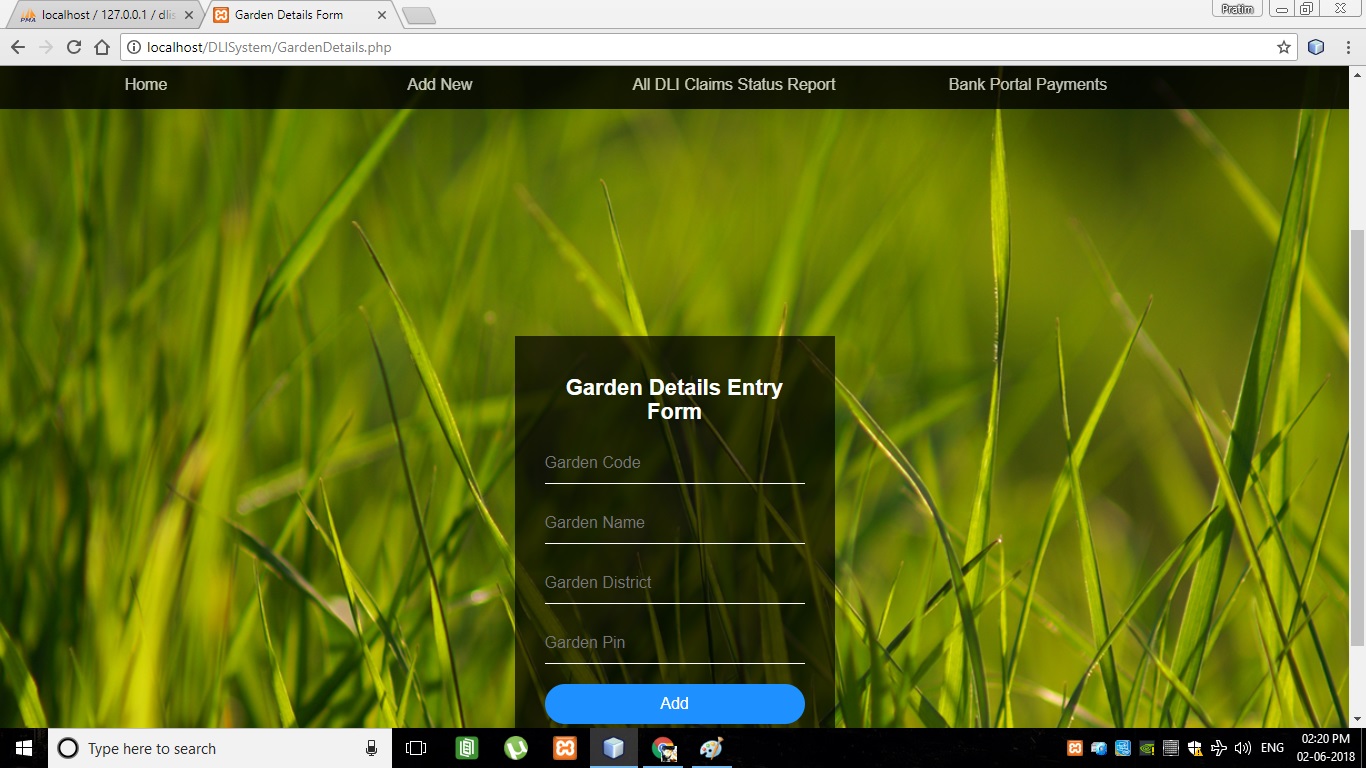 localhost / 127.0.0.1 / dlis
Garden Details Form
Pratim
localhost/DLISystem/GardenDetails.php
Home Add New All DLI Claims Status Report Bank Portal Payments
Garden Details Entry
Form
Garden Code
Garden Name
Garden District
Garden Pin
Add
Type here to search
ENG
02:20 PM
02-06-2018